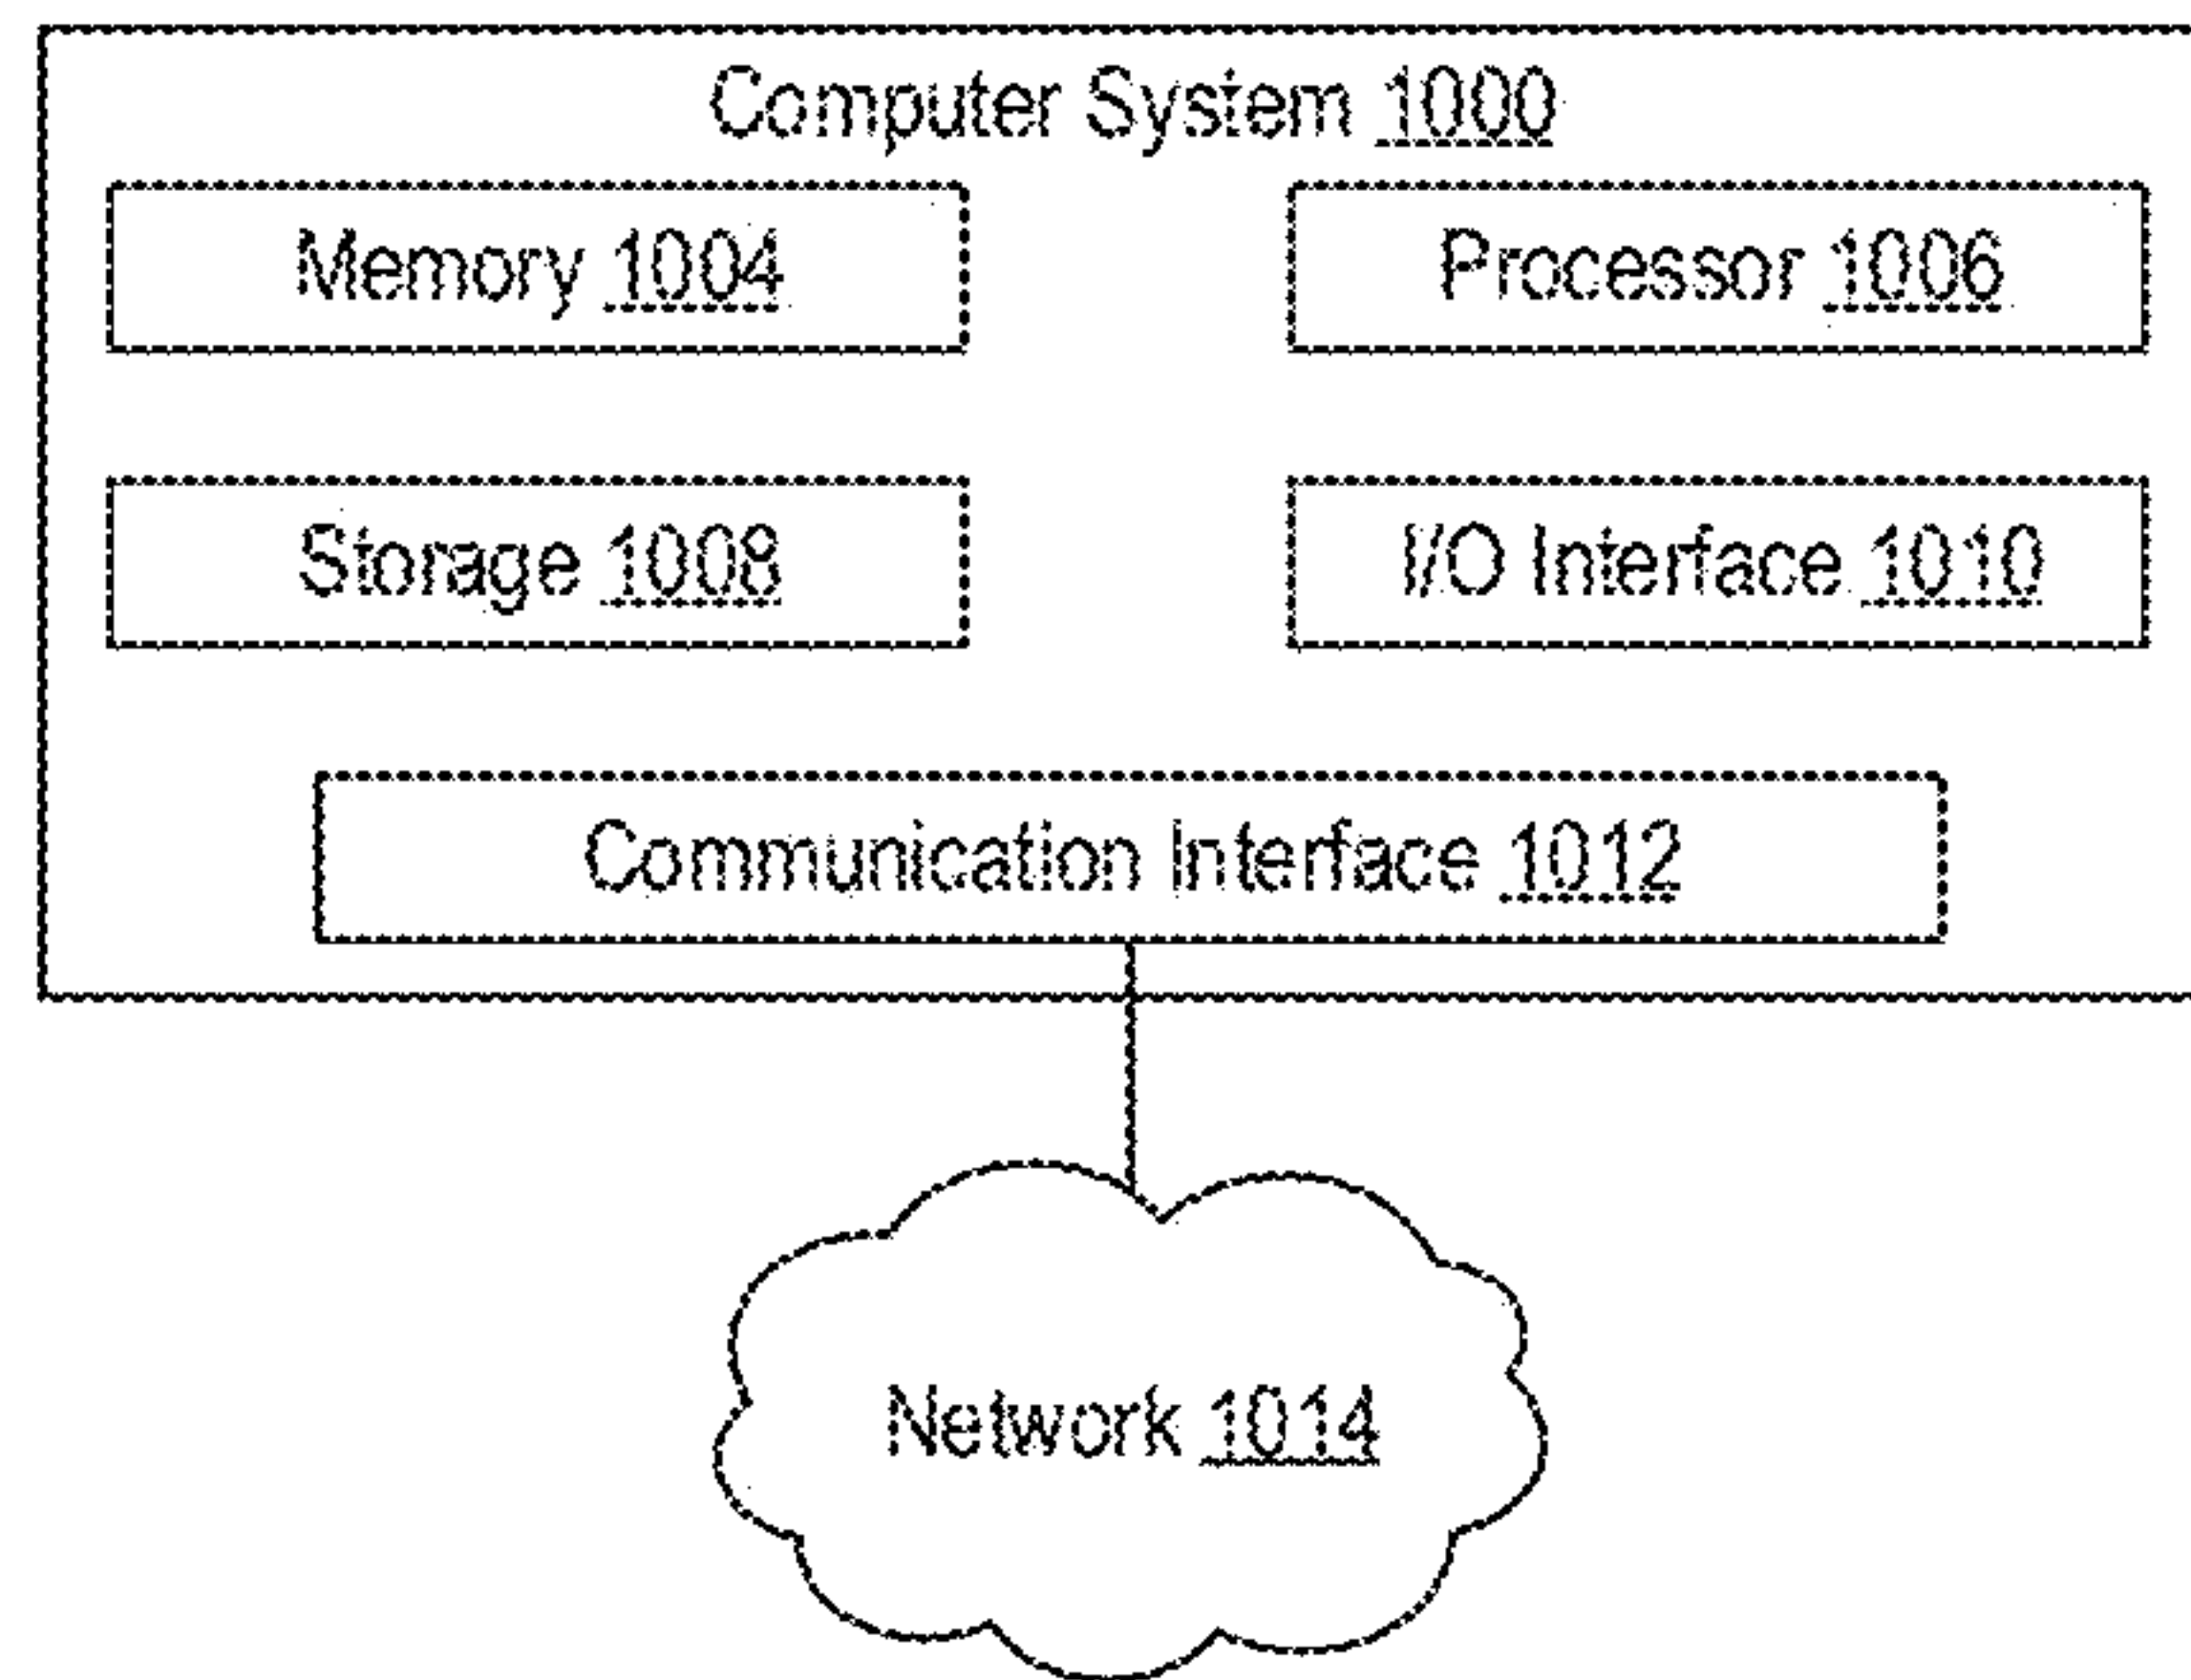 Computer System 1000
Memory 1004
Processor 1006
Storage 1008
I/O Interface 1010
Communication Interface 1012
Network 1014